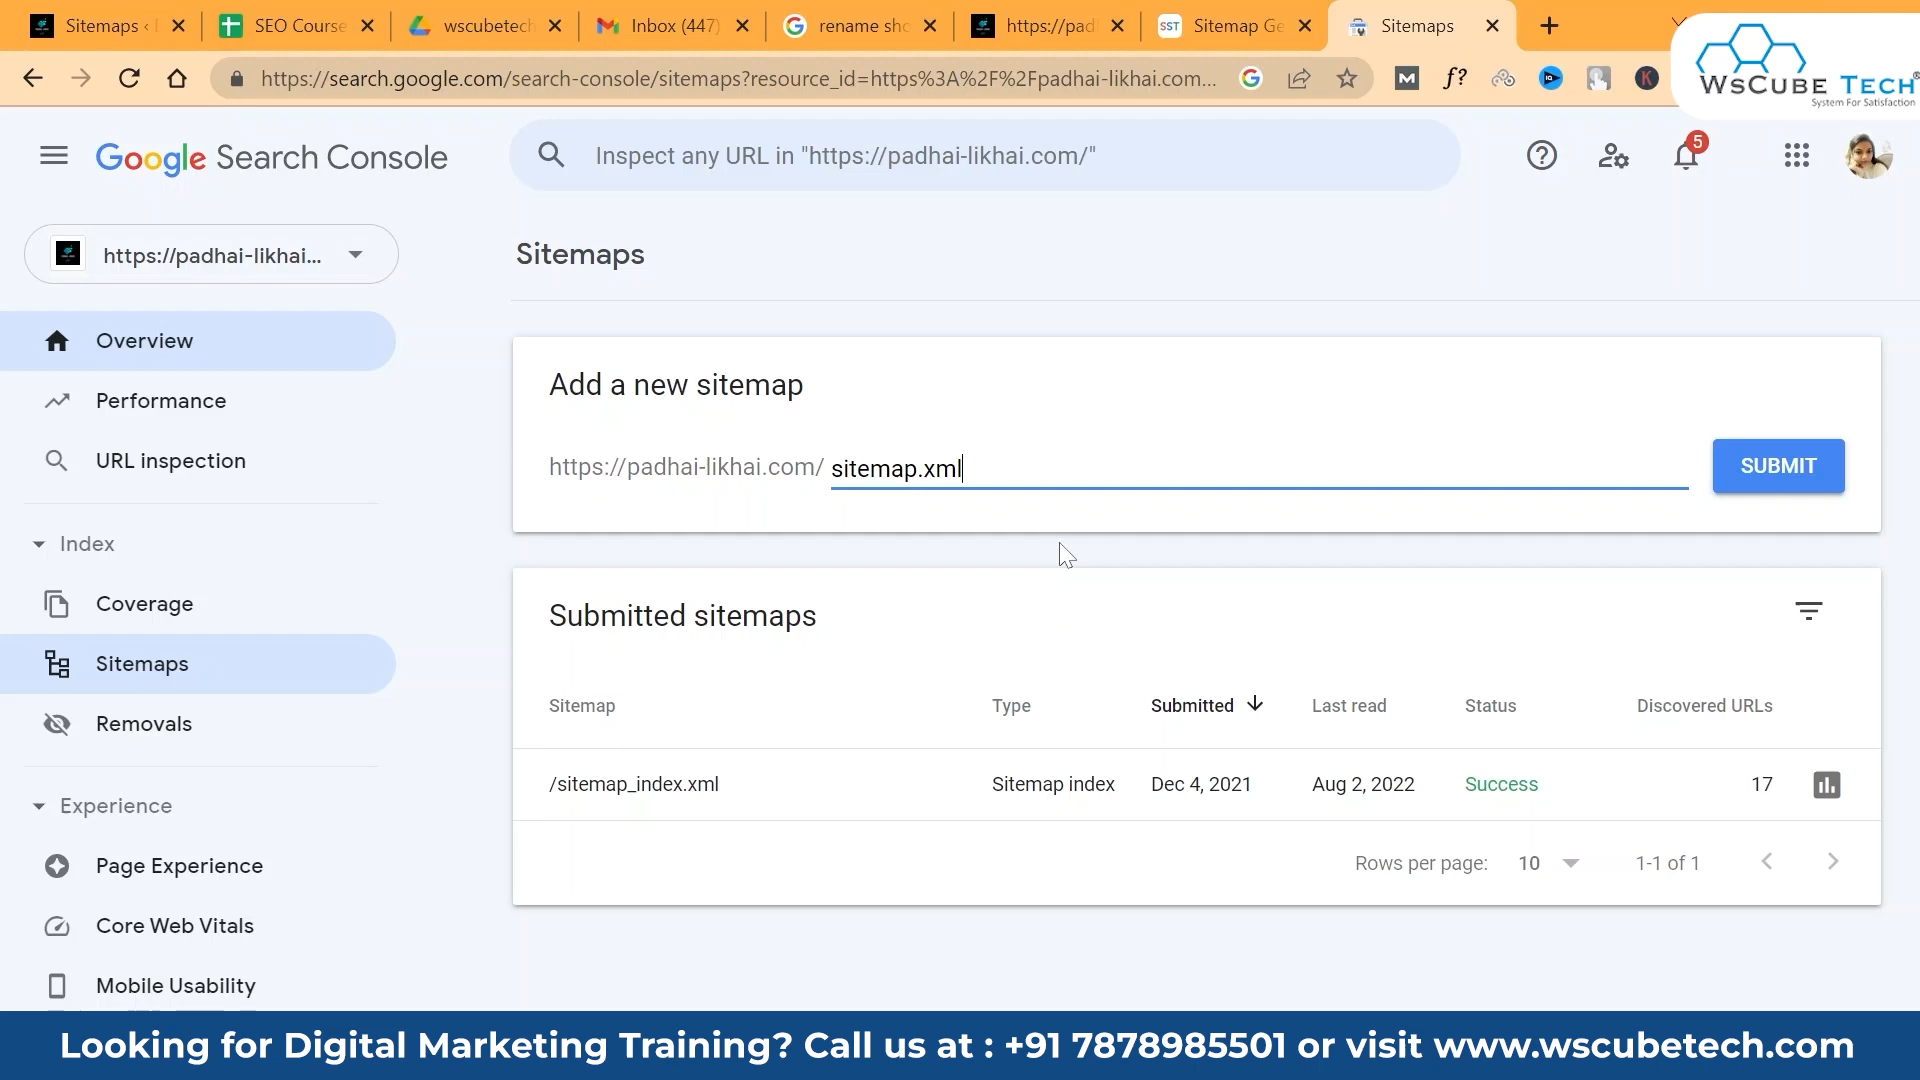 Sitemaps ‹
SEO Course
wscubetech
Inbox (447)
rename sho
https://padl
SST
Sitemap Ge
Sitemaps
https://search.google.com/search-console/sitemaps?resource_id=https%3A%2F%2Fpadhai-likhai.com...
WsCube Tech®
System For Satisfaction
Google Search Console
Inspect any URL in "https://padhai-likhai.com/"
5
https://padhai-likhai...
Sitemaps
Overview
Performance
URL inspection
Index
Coverage
Sitemaps
Removals
Experience
Page Experience
Core Web Vitals
Mobile Usability
Add a new sitemap
https://padhai-likhai.com/ sitemap.xml
SUBMIT
Submitted sitemaps
Sitemap Type Submitted Last read Status Discovered URLs
/sitemap_index.xml Sitemap index Dec 4, 2021 Aug 2, 2022 Success 17
Rows per page: 10 1-1 of 1
Looking for Digital Marketing Training? Call us at : +91 7878985501 or visit www.wscubetech.com